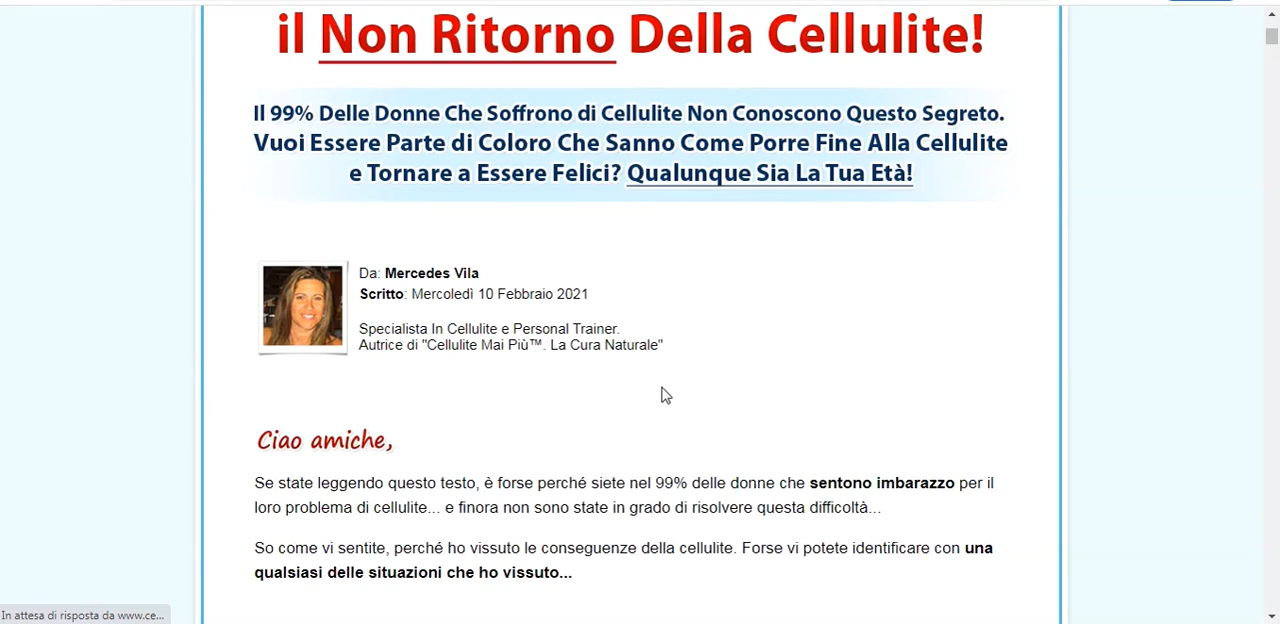 il Non Ritorno Della Cellulite!
Il 99% Delle Donne Che Soffrono di Cellulite Non Conoscono Questo Segreto.
Vuoi Essere Parte di Coloro Che Sanno Come Porre Fine Alla Cellulite
e Tornare a Essere Felici? Qualunque Sia La Tua Età!
Da: Mercedes Vila
Scritto: Mercoledì 10 Febbraio 2021
Specialista In Cellulite e Personal Trainer.
Autrice di "Cellulite Mai Più™. La Cura Naturale"
Ciao amiche,
Se state leggendo questo testo, è forse perché siete nel 99% delle donne che sentono imbarazzo per il
loro problema di cellulite... e finora non sono state in grado di risolvere questa difficoltà...
So come vi sentite, perché ho vissuto le conseguenze della cellulite. Forse vi potete identificare con una
qualsiasi delle situazioni che ho vissuto...
In attesa di risposta da www.ce...